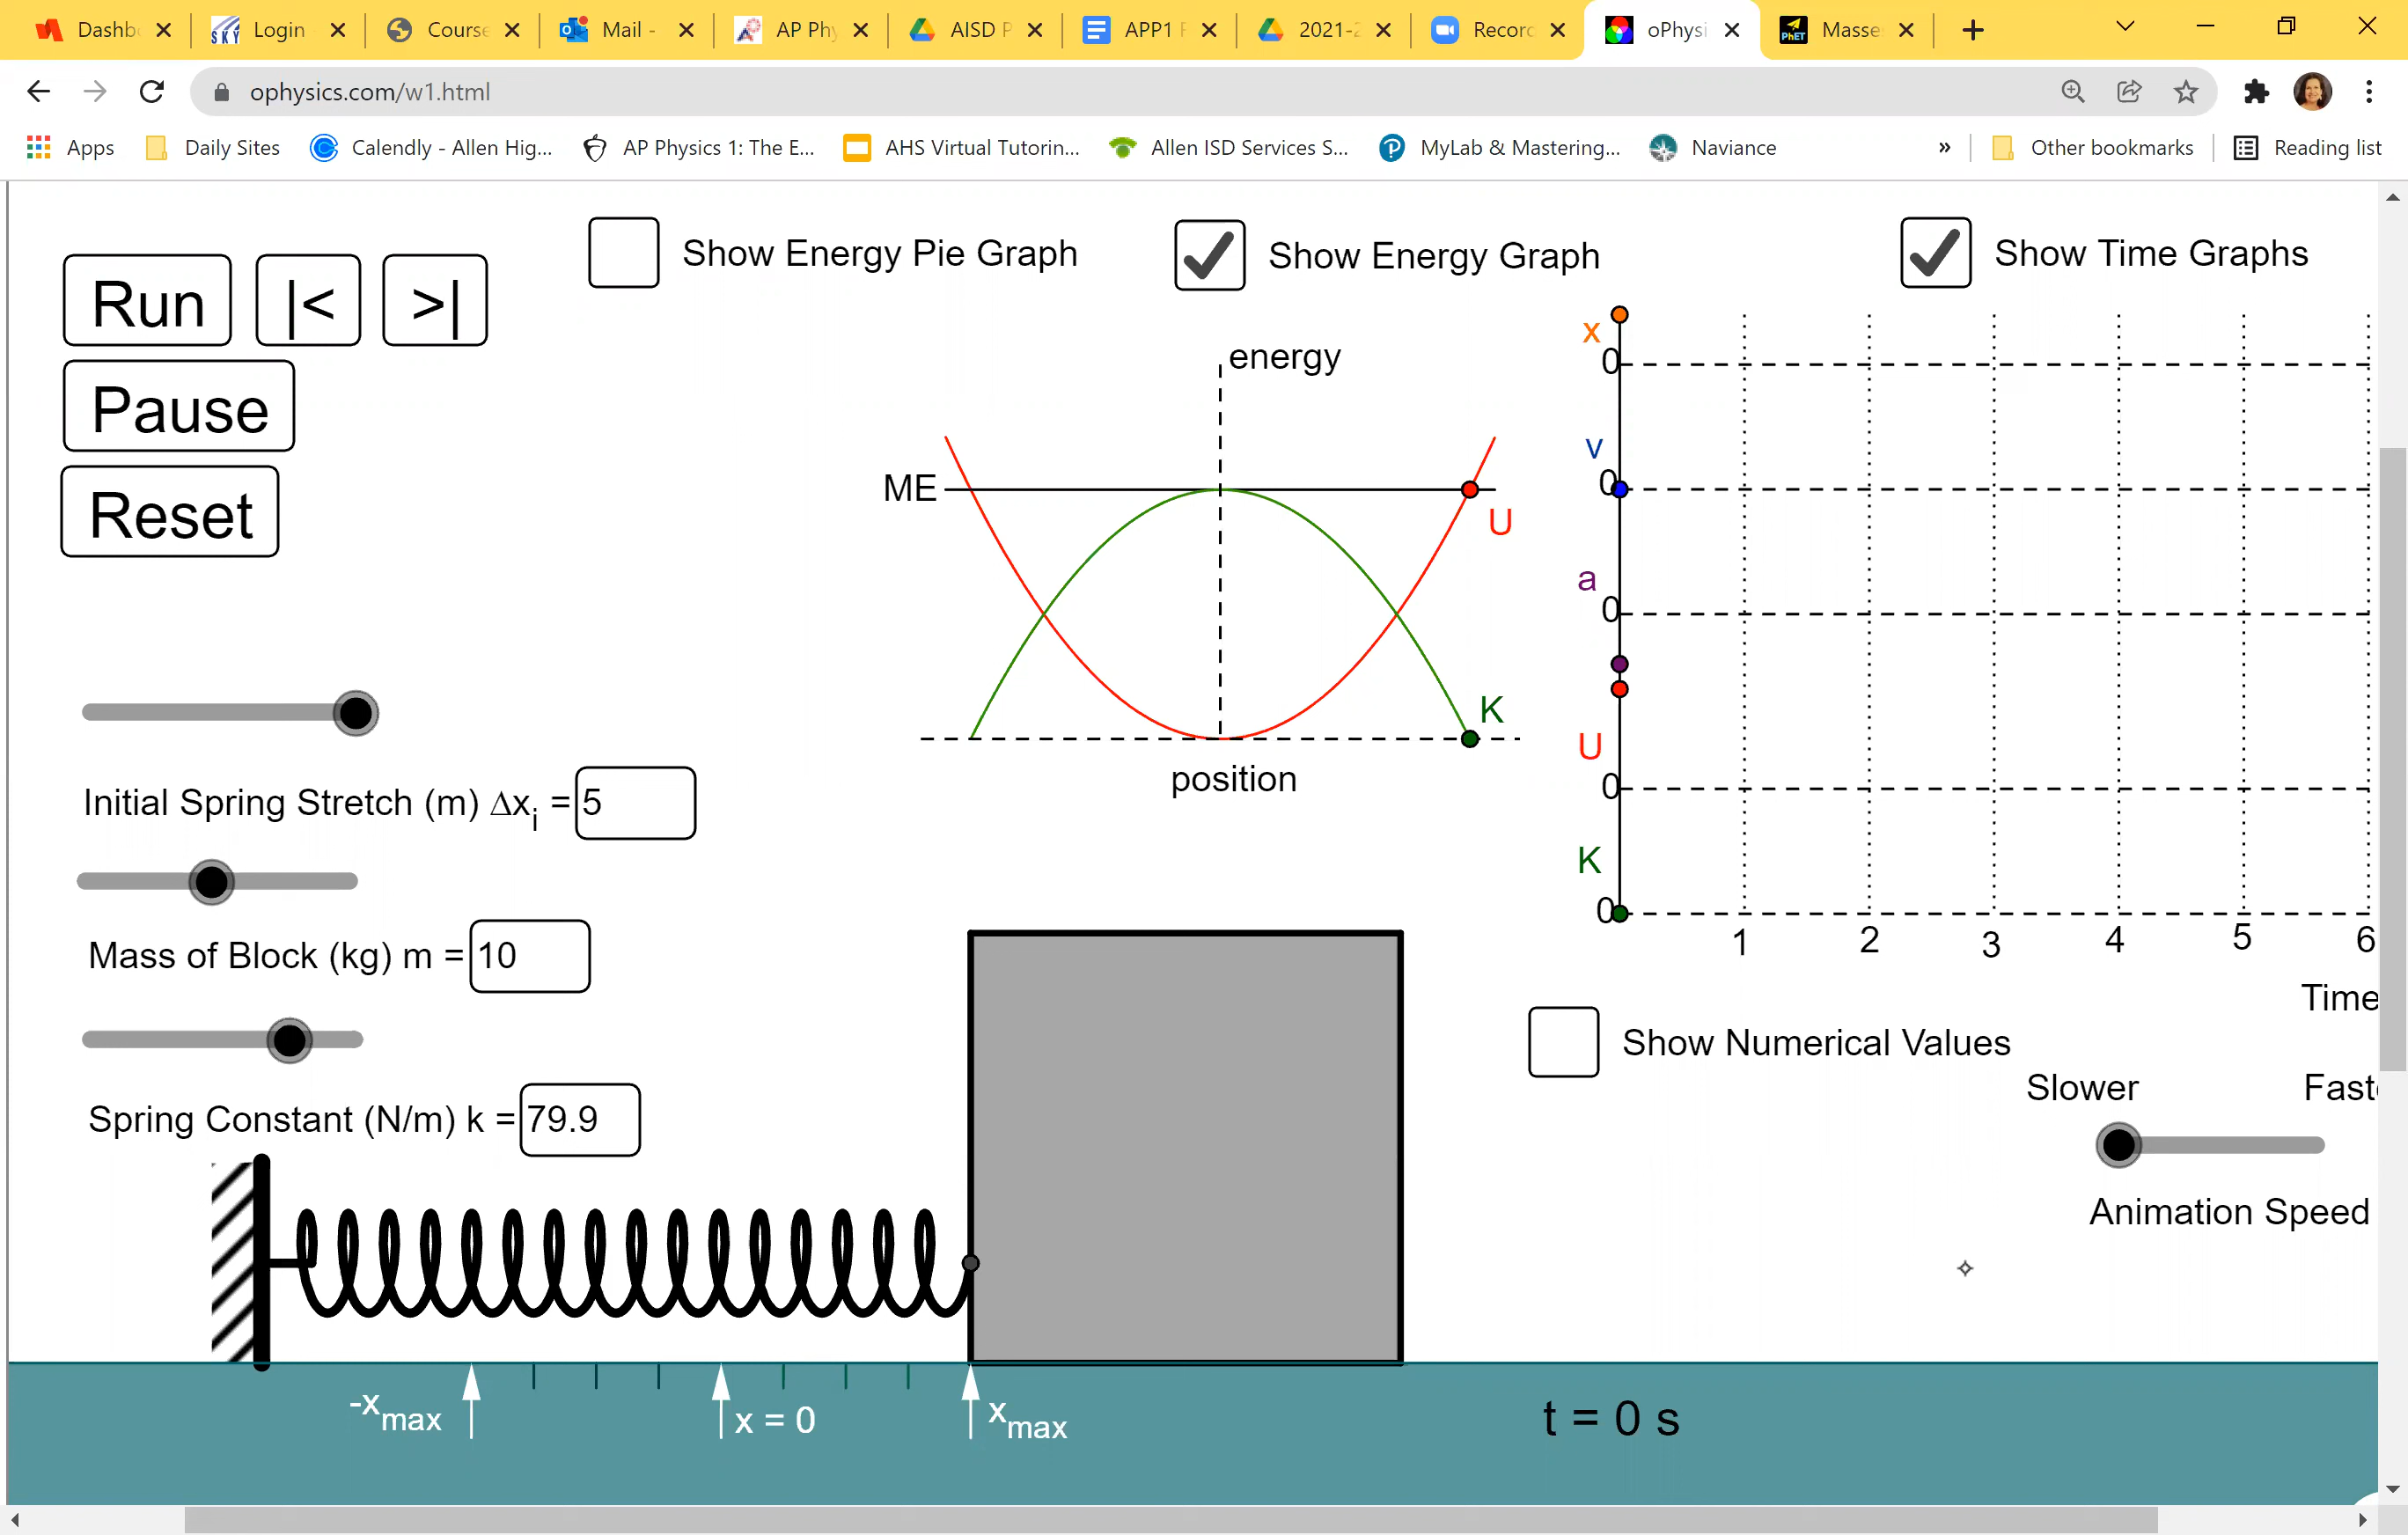 Dashb
SKY Login
Course
Mail -
AP Phy
AISD P
APP1 F
2021-2
Recorc
oPhysi
PhET Masse
ophysics.com/w1.html
Apps Daily Sites Calendly - Allen Hig... AP Physics 1: The E... AHS Virtual Tutorin... Allen ISD Services S... MyLab & Mastering... Naviance » Other bookmarks Reading list
Show Energy Pie Graph
Show Energy Graph
Show Time Graphs
Run |< >|
Pause
Reset
energy
ME
U
K
position
x
0
v
0
a
0
U
0
K
0
1 2 3 4 5 6
Time
Initial Spring Stretch (m) Δxi = 5
Mass of Block (kg) m = 10
Spring Constant (N/m) k = 79.9
Show Numerical Values
Slower Faste
Animation Speed
-xmax x = 0 xmax
t = 0 s